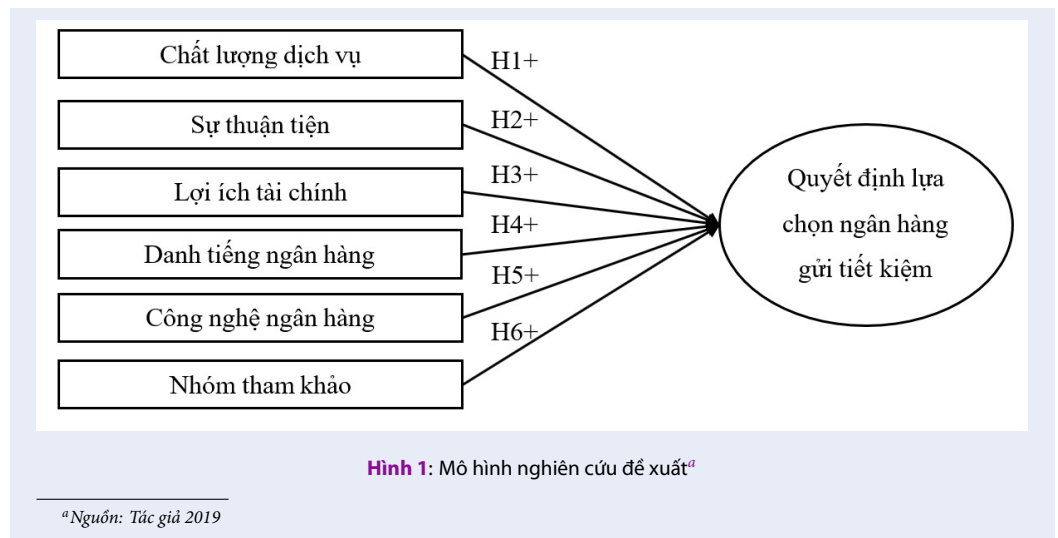 Chất lượng dịch vụ
H1+
Sự thuận tiện
H2+
Lợi ích tài chính
H3+
Danh tiếng ngân hàng
H4+
Công nghệ ngân hàng
H5+
Nhóm tham khảo
H6+
Quyết định lựa
chọn ngân hàng
gửi tiết kiệm
Hình 1: Mô hình nghiên cứu đề xuấtᵃ
ᵃNguồn: Tác giả 2019